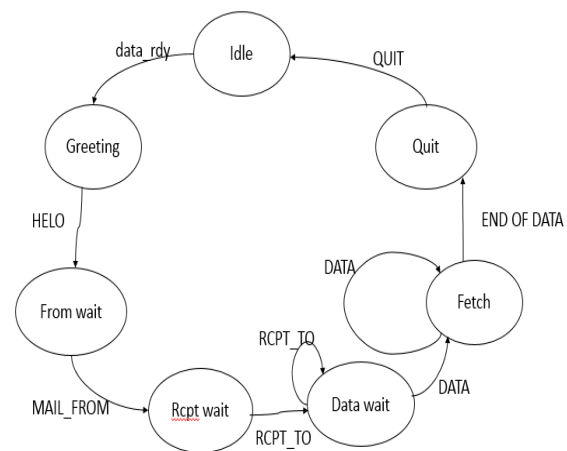 data_rdy
Idle
QUIT
Greeting
Quit
HELO
END OF DATA
DATA
From wait
Fetch
RCPT_TO
MAIL_FROM
Rcpt wait
Data wait
DATA
RCPT_TO